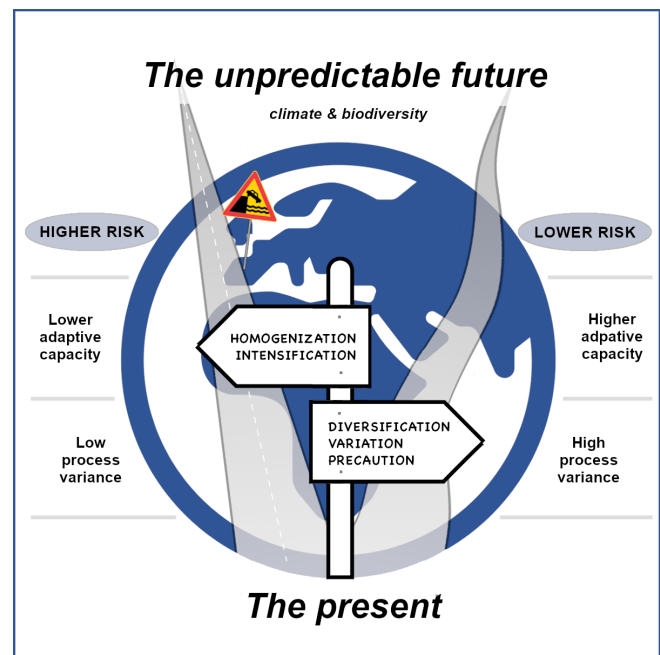 The unpredictable future
climate & biodiversity
HIGHER RISK
LOWER RISK
Lower
adaptive
capacity
Higher
adpative
capacity
HOMOGENIZATION
INTENSIFICATION
DIVERSIFICATION
VARIATION
PRECAUTION
Low
process
variance
High
process
variance
The present